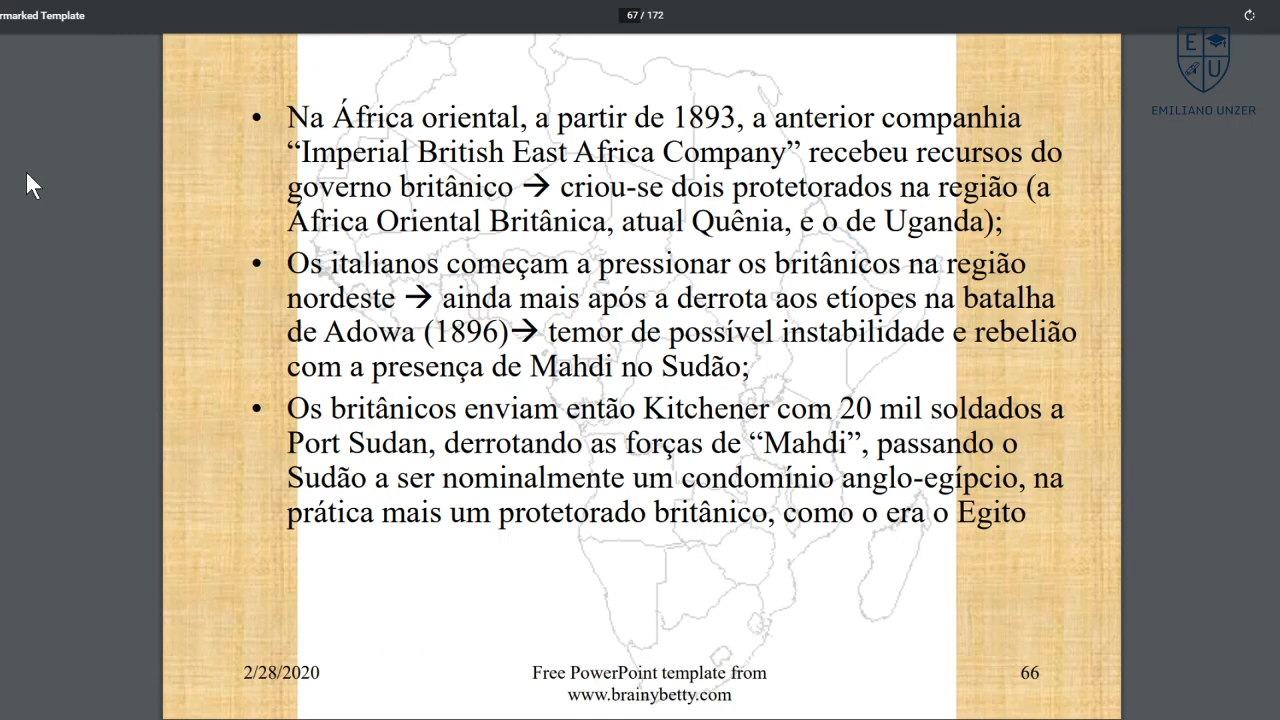 rmarked Template
67 / 172
E
U
EMILIANO UNZER
• Na África oriental, a partir de 1893, a anterior companhia
“Imperial British East Africa Company” recebeu recursos do
governo britânico → criou-se dois protetorados na região (a
África Oriental Britânica, atual Quênia, e o de Uganda);
• Os italianos começam a pressionar os britânicos na região
nordeste → ainda mais após a derrota aos etíopes na batalha
de Adowa (1896)→ temor de possível instabilidade e rebelião
com a presença de Mahdi no Sudão;
• Os britânicos enviam então Kitchener com 20 mil soldados a
Port Sudan, derrotando as forças de “Mahdi”, passando o
Sudão a ser nominalmente um condomínio anglo-egípcio, na
prática mais um protetorado britânico, como o era o Egito
2/28/2020
Free PowerPoint template from
www.brainybetty.com
66